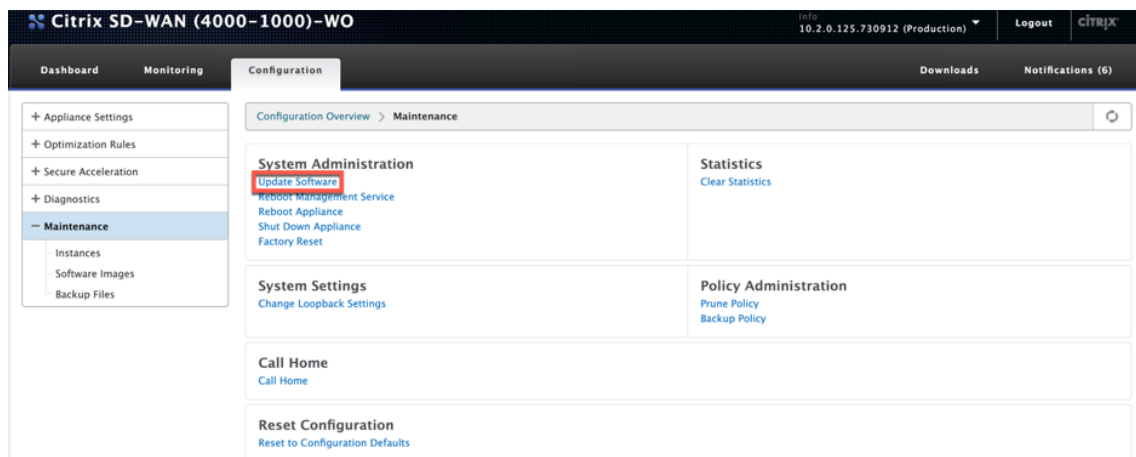 Citrix SD-WAN (4000-1000)-WO
Info
10.2.0.125.730912 (Production)
Logout
CITRIX
Dashboard
Monitoring
Configuration
Downloads
Notifications (6)
+ Appliance Settings
+ Optimization Rules
+ Secure Acceleration
+ Diagnostics
− Maintenance
Instances
Software Images
Backup Files
Configuration Overview > Maintenance
System Administration
Update Software
Reboot Management Service
Reboot Appliance
Shut Down Appliance
Factory Reset
Statistics
Clear Statistics
System Settings
Change Loopback Settings
Policy Administration
Prune Policy
Backup Policy
Call Home
Call Home
Reset Configuration
Reset to Configuration Defaults